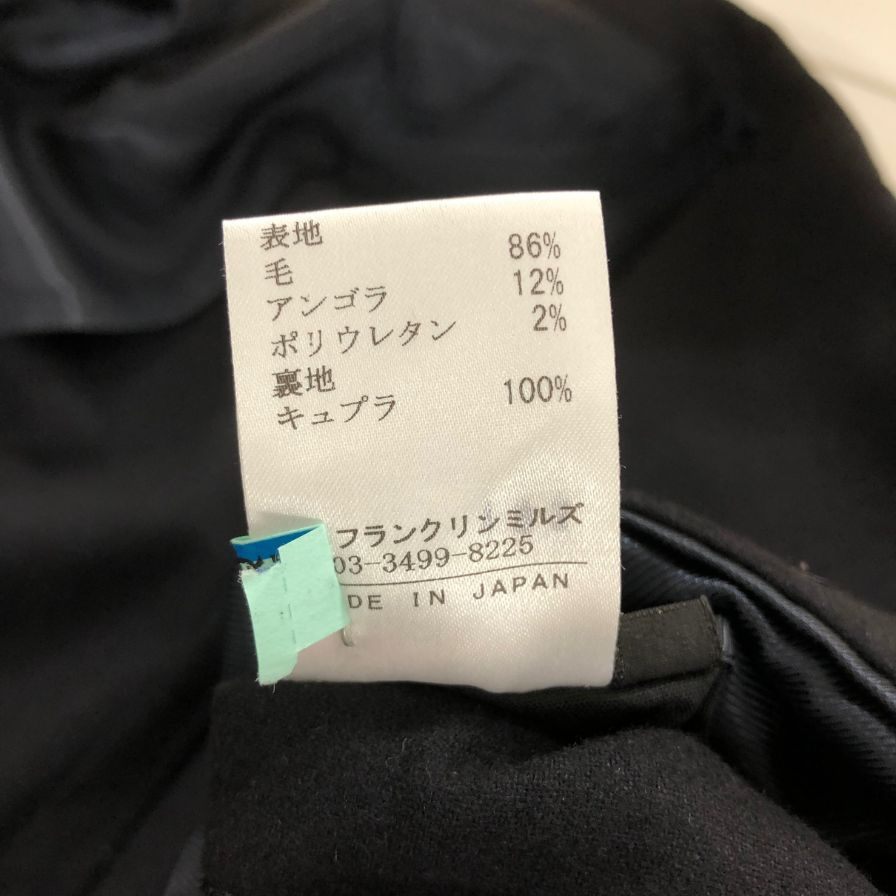 表地
毛 86%
アンゴラ 12%
ポリウレタン 2%
裏地
キュプラ 100%
フランクリンミルズ
03-3499-8225
DE IN JAPAN